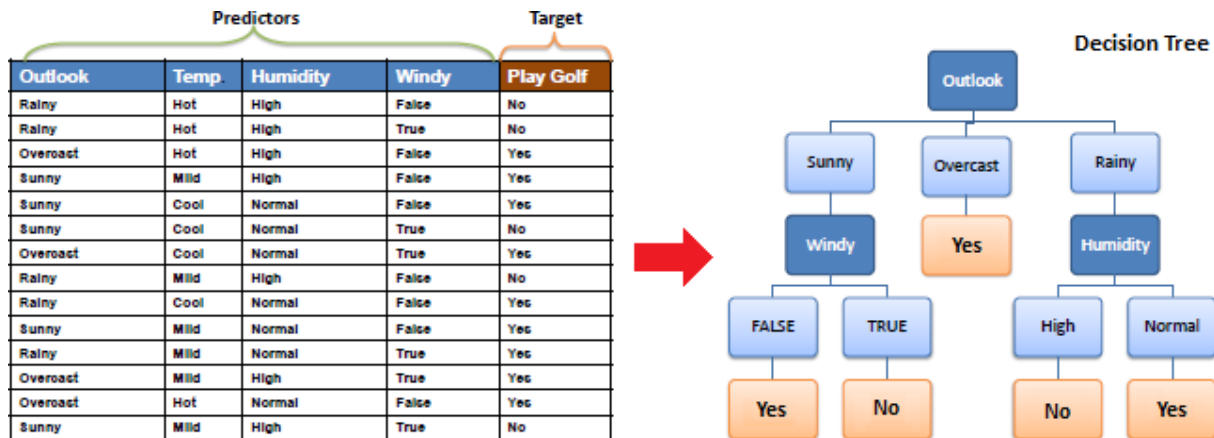 Predictors Target
Outlook Temp. Humidity Windy Play Golf
Rainy Hot High False No
Rainy Hot High True No
Overcast Hot High False Yes
Sunny Mild High False Yes
Sunny Cool Normal False Yes
Sunny Cool Normal True No
Overcast Cool Normal True Yes
Rainy Mild High False No
Rainy Cool Normal False Yes
Sunny Mild Normal False Yes
Rainy Mild Normal True Yes
Overcast Mild High True Yes
Overcast Hot Normal False Yes
Sunny Mild High True No
Decision Tree
Outlook
Sunny Overcast Rainy
Windy Yes Humidity
FALSE TRUE High Normal
Yes No No Yes